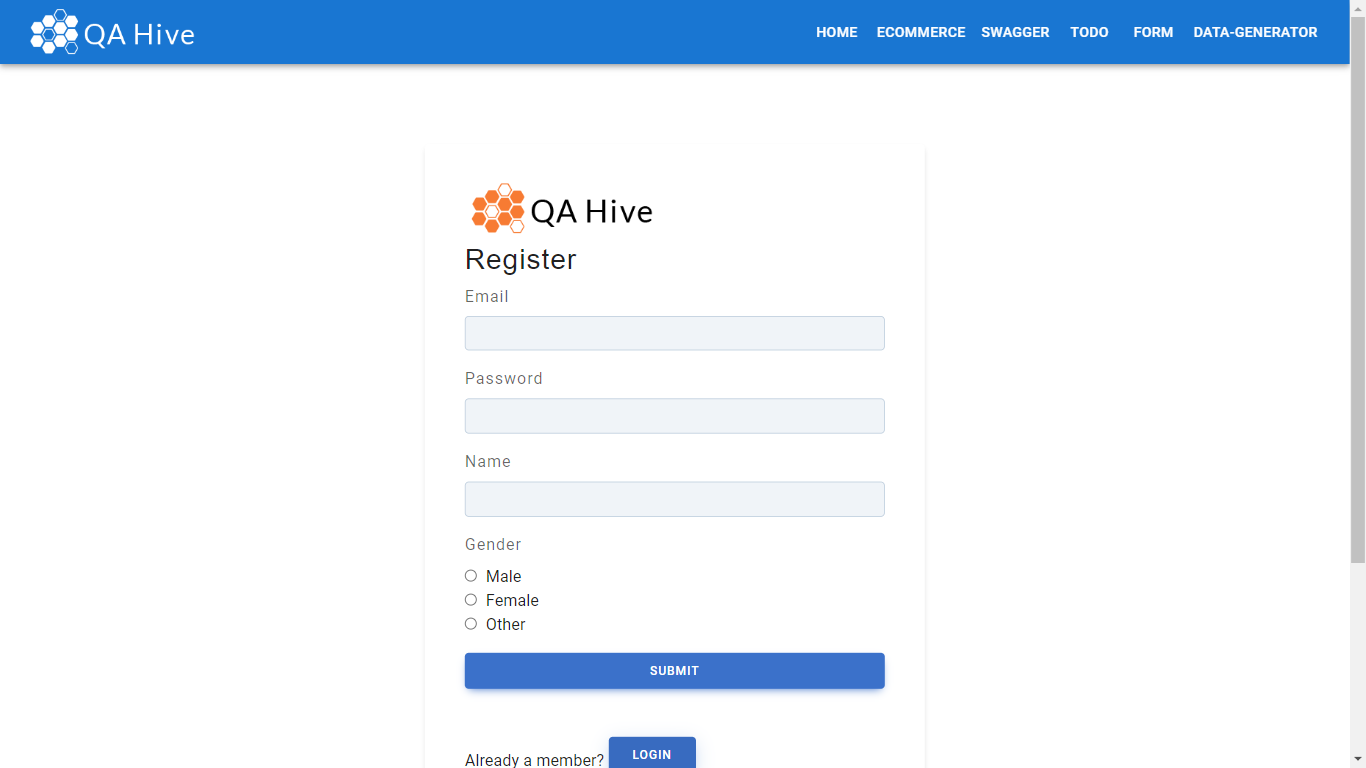 QA Hive
HOME ECOMMERCE SWAGGER TODO FORM DATA-GENERATOR
QA Hive
Register
Email
Password
Name
Gender
Male
Female
Other
SUBMIT
Already a member? LOGIN